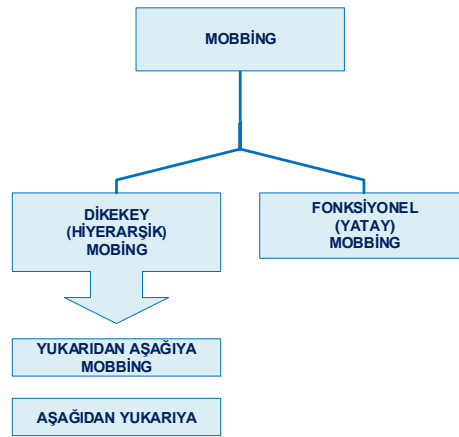 MOBBİNG
DİKEKEY
(HİYERARŞİK)
MOBİNG
FONKSİYONEL
(YATAY)
MOBBİNG
YUKARIDAN AŞAĞIYA
MOBBİNG
AŞAĞIDAN YUKARIYA